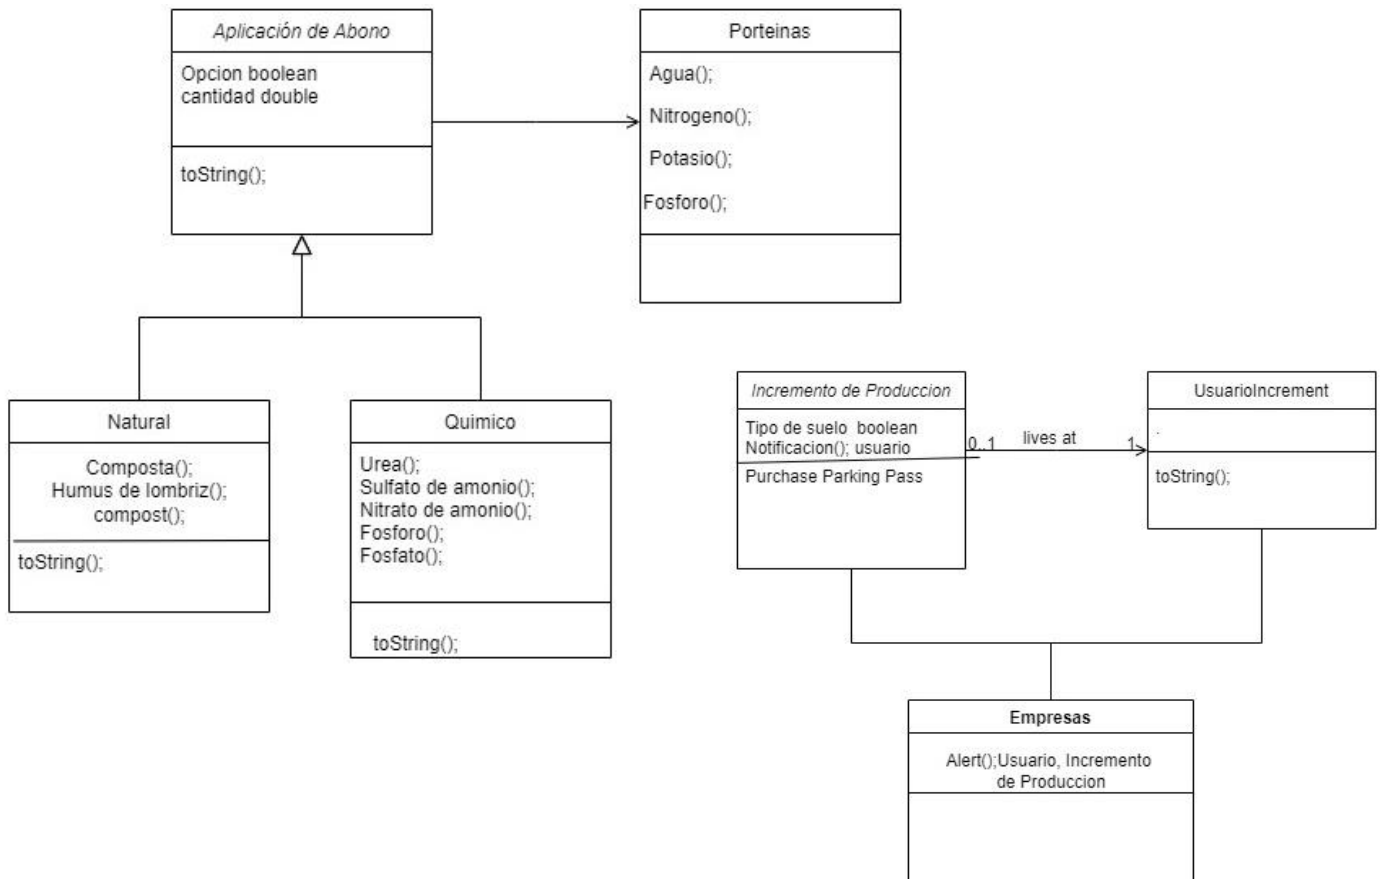 Aplicación de Abono
Opcion boolean
cantidad double
toString();
Porteinas
Agua();
Nitrogeno();
Potasio();
Fosforo();
Natural
Composta();
Humus de lombriz();
compost();
toString();
Quimico
Urea();
Sulfato de amonio();
Nitrato de amonio();
Fosforo();
Fosfato();
toString();
Incremento de Produccion
Tipo de suelo boolean
Notificacion(); usuario
Purchase Parking Pass
0..1
lives at
1
UsuarioIncrement
.
toString();
Empresas
Alert();Usuario, Incremento
de Produccion